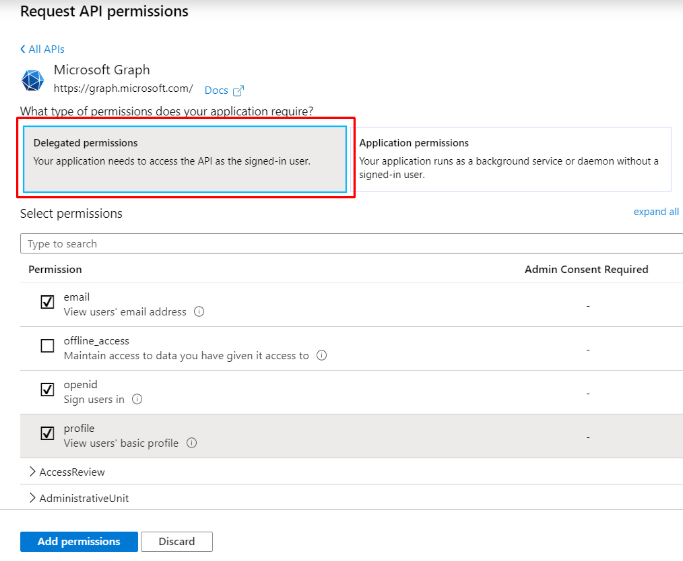 Request API permissions
All APIs
Microsoft Graph
https://graph.microsoft.com/ Docs
What type of permissions does your application require?
Delegated permissions
Your application needs to access the API as the signed-in user.
Application permissions
Your application runs as a background service or daemon without a
signed-in user.
Select permissions
expand all
Type to search
Permission
Admin Consent Required
email
View users' email address
-
offline_access
Maintain access to data you have given it access to
-
openid
Sign users in
-
profile
View users' basic profile
-
AccessReview
AdministrativeUnit
Add permissions
Discard